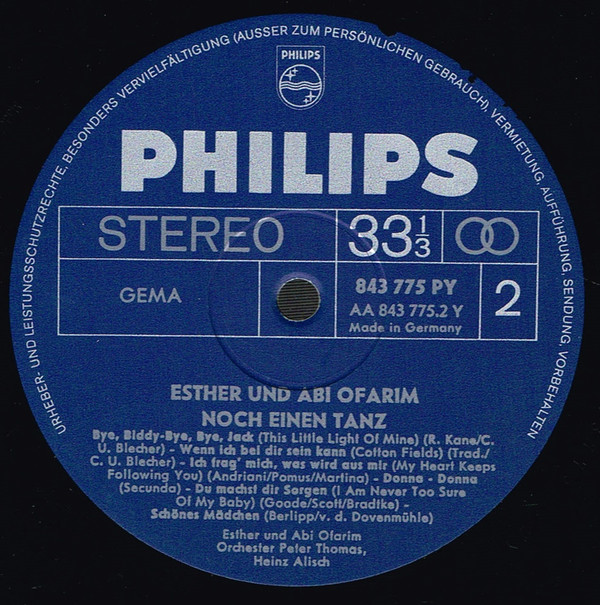 URHEBER- UND LEISTUNGSSCHUTZRECHTE, BESONDERS VERVIELFÄLTIGUNG (AUSSER ZUM PERSÖNLICHEN GEBRAUCH), VERMIETUNG, AUFFÜHRUNG, SENDUNG, VORBEHALTEN
PHILIPS
PHILIPS
STEREO 33⅓
GEMA
843 775 PY
AA 843 775.2 Y
Made in Germany
2
ESTHER UND ABI OFARIM
NOCH EINEN TANZ
Bye, Biddy-Bye, Bye, Jack (This Little Light Of Mine) (R. Kane/C.
U. Blecher) - Wenn ich bei dir sein kann (Cotton Fields) (Trad./
C. U. Blecher) - Ich frag' mich, was wird aus mir (My Heart Keeps
Following You) (Andriani/Pomus/Martina) - Donna - Donna
(Secunda) - Du machst dir Sorgen (I Am Never Too Sure
Of My Baby) (Goode/Scott/Bradtke) -
Schönes Mädchen (Berlipp/v. d. Dovenmühle)
Esther und Abi Ofarim
Orchester Peter Thomas,
Heinz Alisch